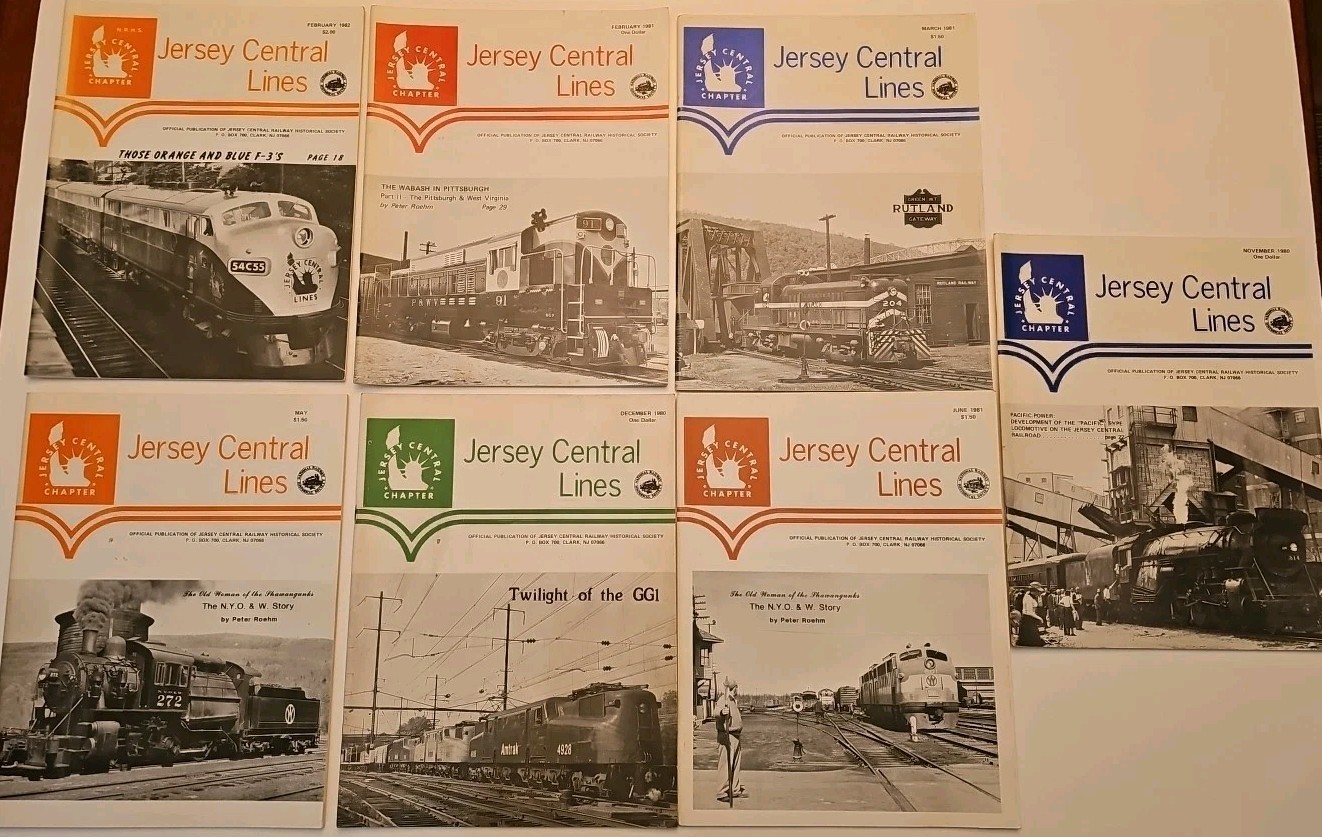 FEBRUARY 1982
$2.00
N.R.H.S.
JERSEY CENTRAL
CHAPTER
Jersey Central
Lines
OFFICIAL PUBLICATION OF JERSEY CENTRAL RAILWAY HISTORICAL SOCIETY
P. O. BOX 700, CLARK, NJ 07066
THOSE ORANGE AND BLUE F-3'S PAGE 18
54C55
JERSEY CENTRAL
LINES
FEBRUARY 1981
One Dollar
JERSEY CENTRAL
CHAPTER
Jersey Central
Lines
OFFICIAL PUBLICATION OF JERSEY CENTRAL RAILWAY HISTORICAL SOCIETY
P. O. BOX 700, CLARK, NJ 07066
THE WABASH IN PITTSBURGH
Part II - The Pittsburgh & West Virginia
by Peter Roehm Page 29
91
P&WV 91
MARCH 1981
$1.50
JERSEY CENTRAL
CHAPTER
Jersey Central
Lines
OFFICIAL PUBLICATION OF JERSEY CENTRAL RAILWAY HISTORICAL SOCIETY
P. O. BOX 700, CLARK, NJ 07066
GREEN MT
RUTLAND
GATEWAY
RUTLAND RAILWAY
204
NOVEMBER 1980
One Dollar
JERSEY CENTRAL
CHAPTER
Jersey Central
Lines
OFFICIAL PUBLICATION OF JERSEY CENTRAL RAILWAY HISTORICAL SOCIETY
P. O. BOX 700, CLARK, NJ 07066
PACIFIC POWER
DEVELOPMENT OF THE "PACIFIC" TYPE
LOCOMOTIVE ON THE JERSEY CENTRAL
RAILROAD page
MAY
$1.50
JERSEY CENTRAL
CHAPTER
Jersey Central
Lines
OFFICIAL PUBLICATION OF JERSEY CENTRAL RAILWAY HISTORICAL SOCIETY
P. O. BOX 700, CLARK, NJ 07066
The Old Woman of the Shawangunks
The N.Y.O. & W. Story
by Peter Roehm
272
DECEMBER 1980
One Dollar
JERSEY CENTRAL
CHAPTER
Jersey Central
Lines
OFFICIAL PUBLICATION OF JERSEY CENTRAL RAILWAY HISTORICAL SOCIETY
P. O. BOX 700, CLARK, NJ 07066
Twilight of the GG1
Amtrak 4928
JUNE 1981
$1.50
JERSEY CENTRAL
CHAPTER
Jersey Central
Lines
OFFICIAL PUBLICATION OF JERSEY CENTRAL RAILWAY HISTORICAL SOCIETY
P. O. BOX 700, CLARK, NJ 07066
The Old Woman of the Shawangunks
The N.Y.O. & W. Story
by Peter Roehm